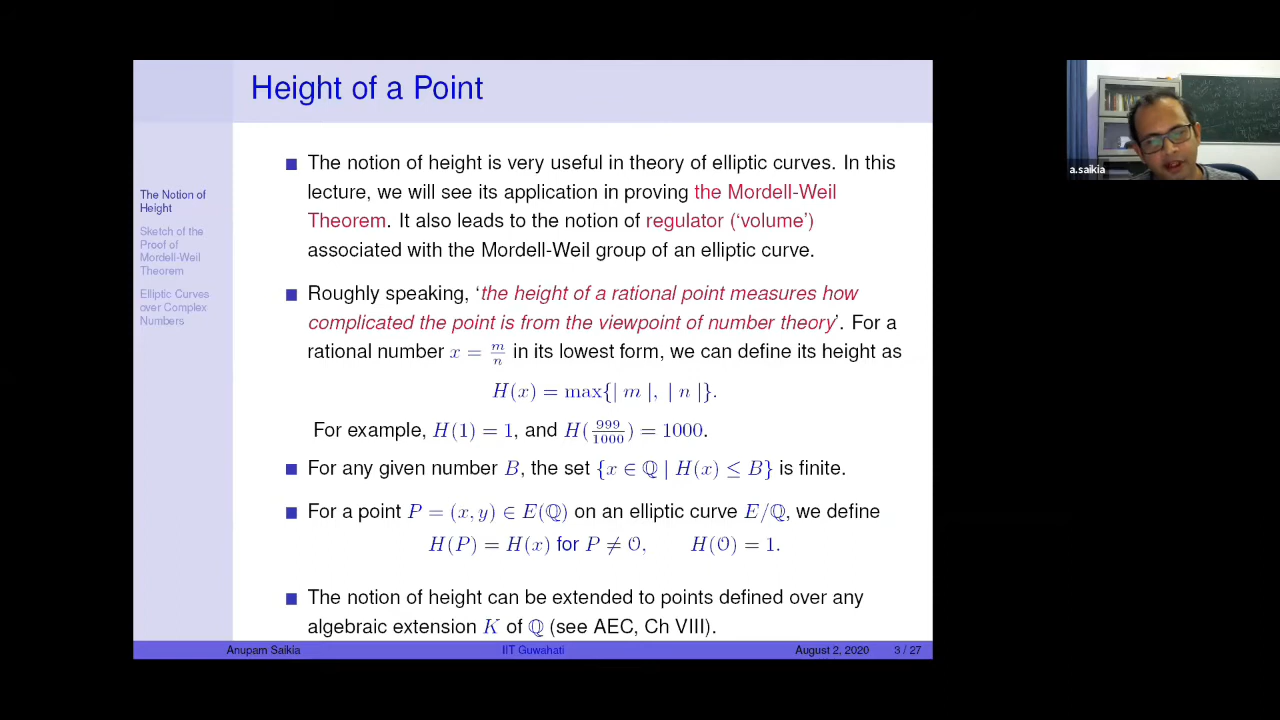 Height of a Point
The Notion of
Height
Sketch of the
Proof of
Mordell-Weil
Theorem
Elliptic Curves
over Complex
Numbers
■ The notion of height is very useful in theory of elliptic curves. In this
lecture, we will see its application in proving the Mordell-Weil
Theorem. It also leads to the notion of regulator (‘volume’)
associated with the Mordell-Weil group of an elliptic curve.
■ Roughly speaking, ‘the height of a rational point measures how
complicated the point is from the viewpoint of number theory’. For a
rational number x = m/n in its lowest form, we can define its height as
H(x) = max{| m |, | n |}.
For example, H(1) = 1, and H(999/1000) = 1000.
■ For any given number B, the set {x ∈ ℚ | H(x) ≤ B} is finite.
■ For a point P = (x, y) ∈ E(ℚ) on an elliptic curve E/ℚ, we define
H(P) = H(x) for P ≠ 𝒪, H(𝒪) = 1.
■ The notion of height can be extended to points defined over any
algebraic extension K of ℚ (see AEC, Ch VIII).
Anupam Saikia IIT Guwahati August 2, 2020 3 / 27
a.saikia